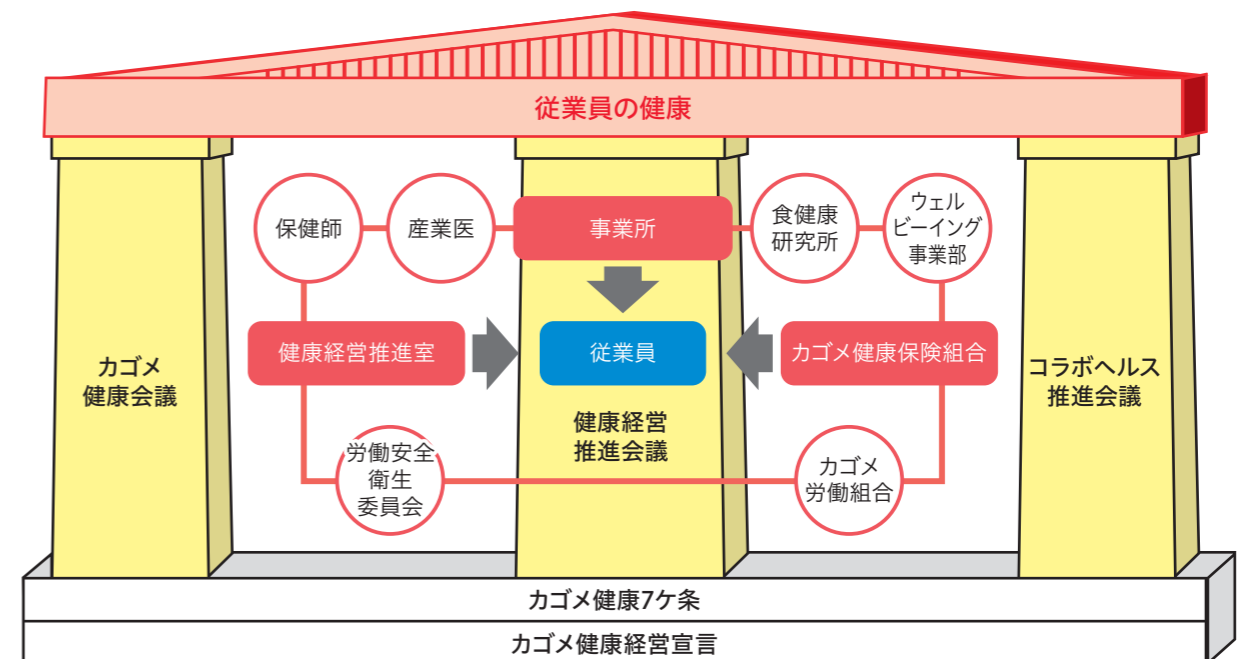 従業員の健康
保健師
産業医
事業所
食健康
研究所
ウェル
ビーイング
事業部
健康経営推進室
従業員
カゴメ健康保険組合
カゴメ
健康会議
健康経営
推進会議
コラボヘルス
推進会議
労働安全
衛生
委員会
カゴメ
労働組合
カゴメ健康7ケ条
カゴメ健康経営宣言